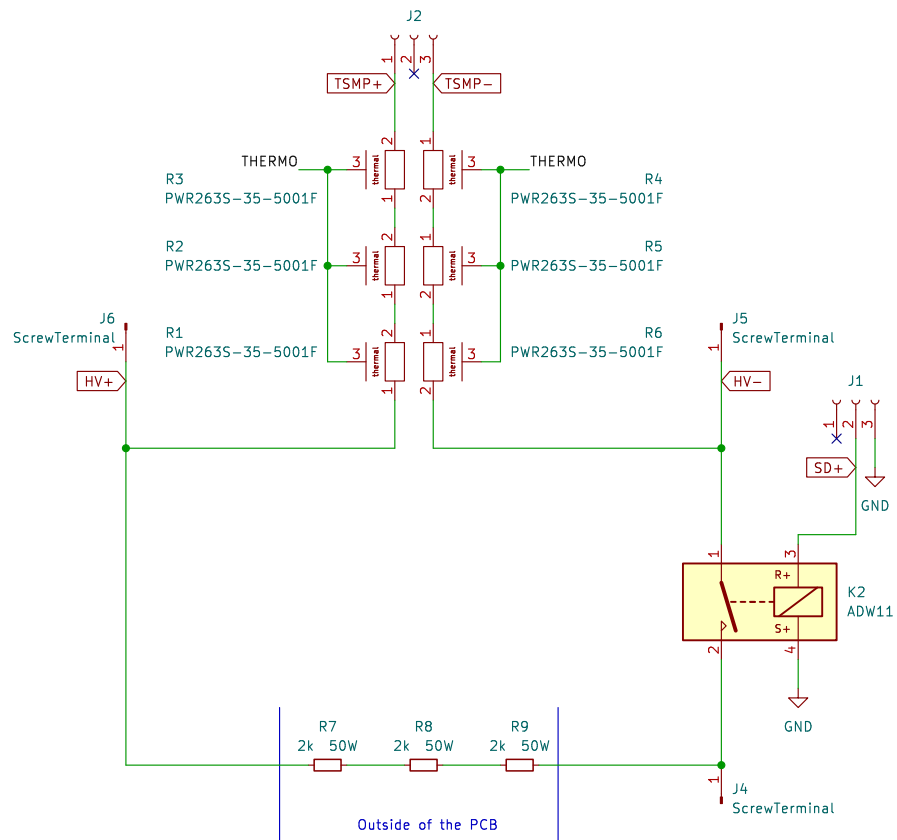 J2
1
2
3
TSMP+
TSMP-
2
1
THERMO
3
thermal
thermal
3
THERMO
R3
PWR263S-35-5001F
R4
PWR263S-35-5001F
1
2
2
1
R2
PWR263S-35-5001F
3
thermal
thermal
3
R5
PWR263S-35-5001F
1
2
2
1
J6
ScrewTerminal
1
R1
PWR263S-35-5001F
3
thermal
thermal
3
R6
PWR263S-35-5001F
J5
ScrewTerminal
1
1
2
HV+
HV-
J1
1
2
3
SD+
GND
1
3
R+
S+
K2
ADW11
2
4
GND
R7
2k 50W
R8
2k 50W
R9
2k 50W
1
J4
ScrewTerminal
Outside of the PCB